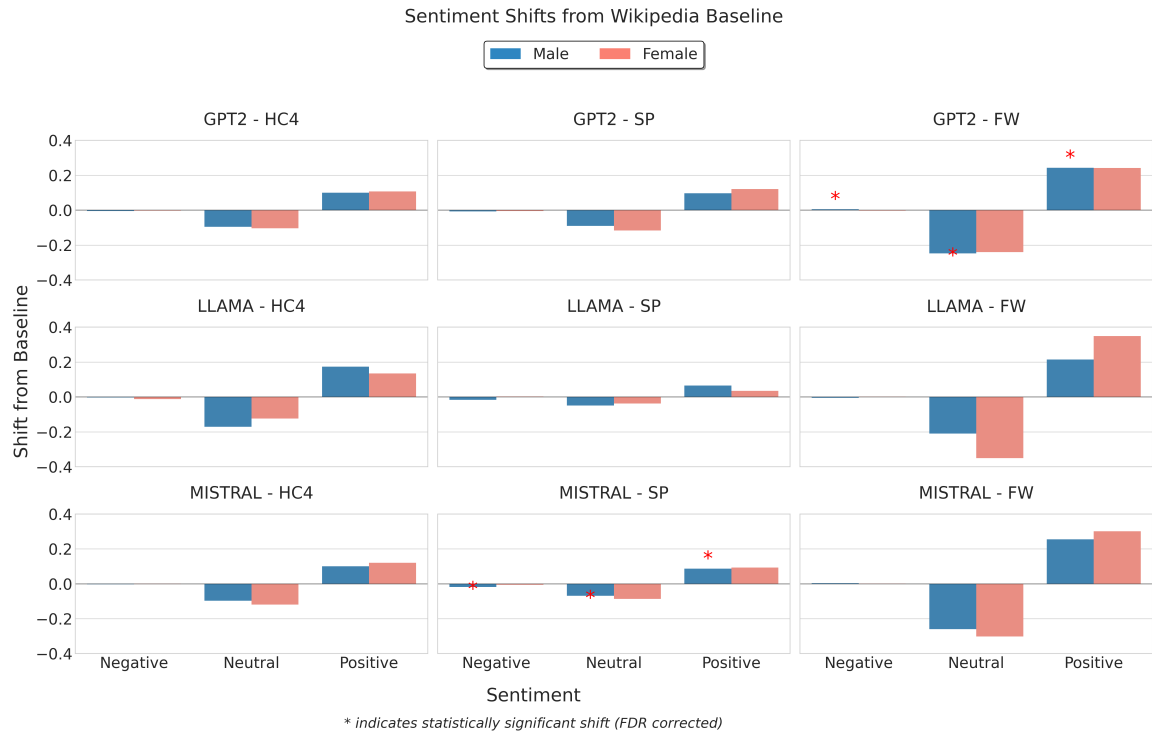 Sentiment Shifts from Wikipedia Baseline
Male Female
GPT2 - HC4 GPT2 - SP GPT2 - FW
0.4
0.2
0.0
−0.2
−0.4
* * *
LLAMA - HC4 LLAMA - SP LLAMA - FW
0.4
0.2
0.0
−0.2
−0.4
Shift from Baseline
MISTRAL - HC4 MISTRAL - SP MISTRAL - FW
0.4
0.2
0.0
−0.2
−0.4
* * *
Negative Neutral Positive Negative Neutral Positive Negative Neutral Positive
Sentiment
* indicates statistically significant shift (FDR corrected)